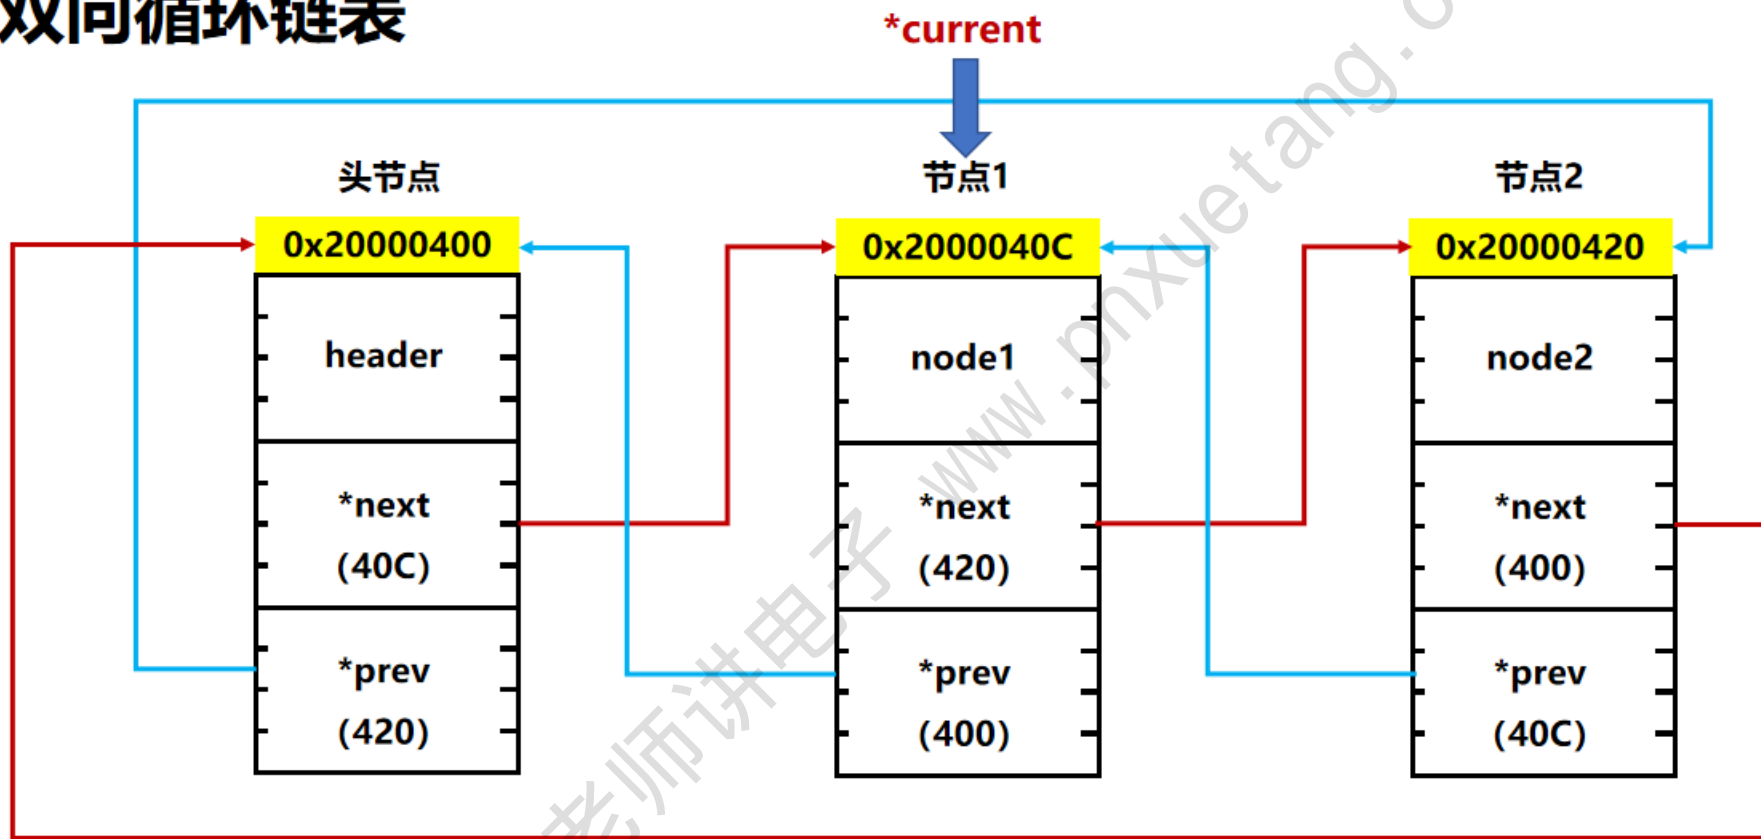 双向循环链表
*current
头节点
节点1
节点2
0x20000400
0x2000040C
0x20000420
header
node1
node2
*next
(40C)
*next
(420)
*next
(400)
*prev
(420)
*prev
(400)
*prev
(40C)
老师讲电子 www.pnxuetang.c